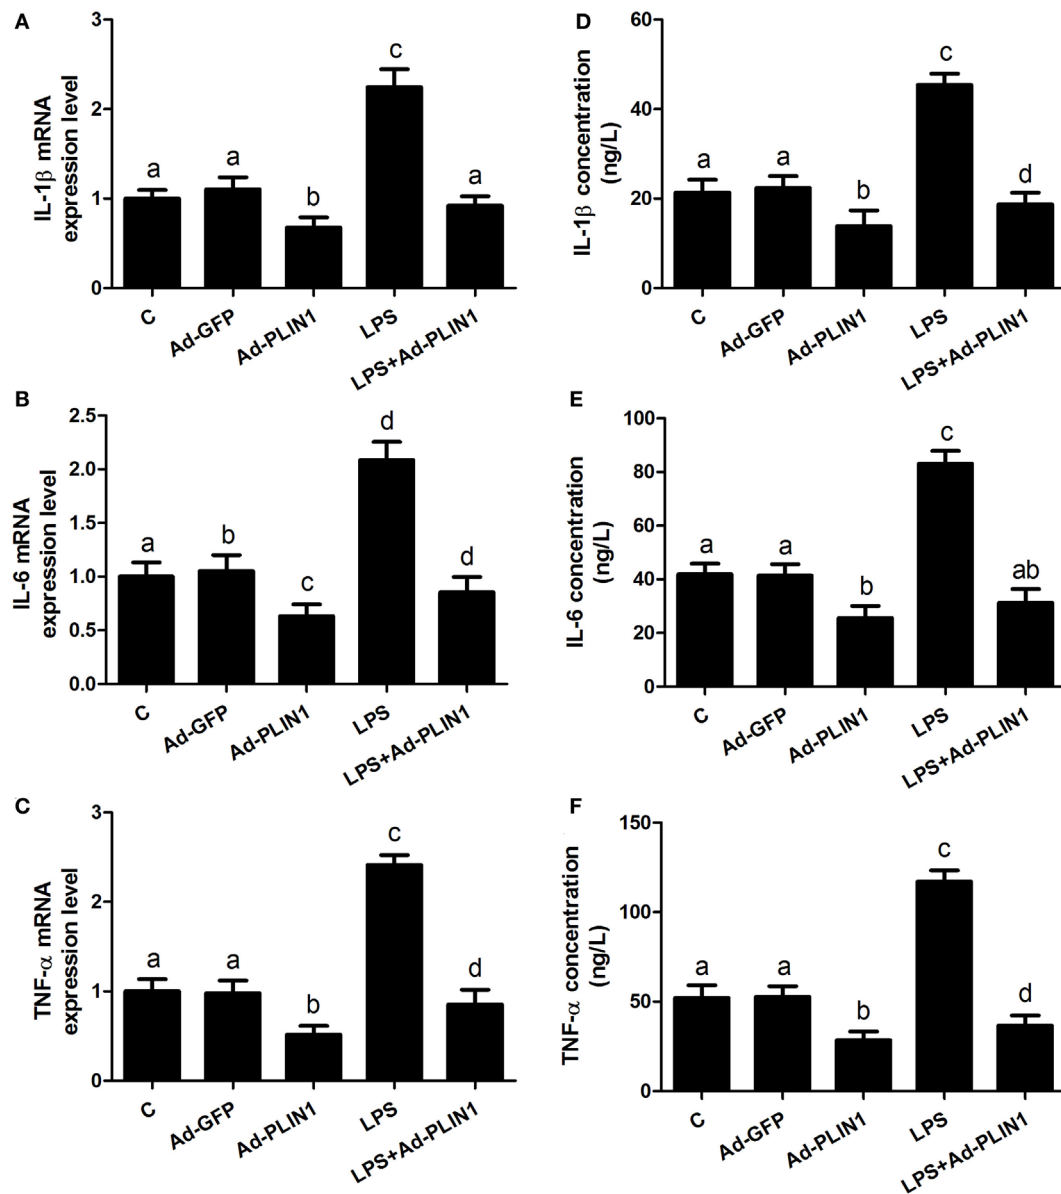 A
IL-1β mRNA
expression level
3
2
1
0
a
a
b
c
a
C
Ad-GFP
Ad-PLIN1
LPS
LPS+Ad-PLIN1
D
IL-1β concentration
(ng/L)
60
40
20
0
a
a
b
c
d
C
Ad-GFP
Ad-PLIN1
LPS
LPS+Ad-PLIN1
B
IL-6 mRNA
expression level
2.5
2.0
1.5
1.0
0.5
0.0
a
b
c
d
d
C
Ad-GFP
Ad-PLIN1
LPS
LPS+Ad-PLIN1
E
IL-6 concentration
(ng/L)
100
80
60
40
20
0
a
a
b
c
ab
C
Ad-GFP
Ad-PLIN1
LPS
LPS+Ad-PLIN1
C
TNF-α mRNA
expression level
3
2
1
0
a
a
b
c
d
C
Ad-GFP
Ad-PLIN1
LPS
LPS+Ad-PLIN1
F
TNF-α concentration
(ng/L)
150
100
50
0
a
a
b
c
d
C
Ad-GFP
Ad-PLIN1
LPS
LPS+Ad-PLIN1